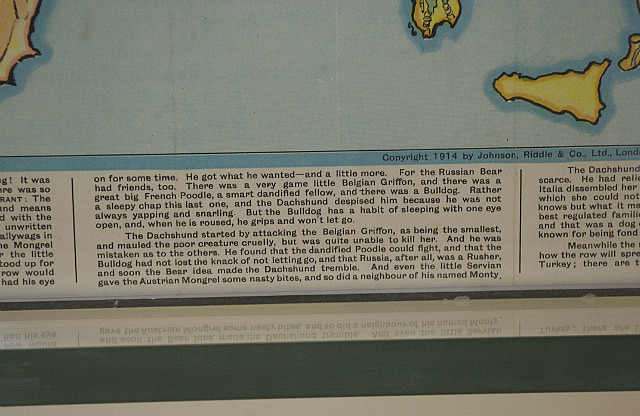 Copyright 1914 by Johnson, Riddle & Co., Ltd., Lond
ng! It was
ere was so
RANT: The
und means
d with the
unwritten
allywags in
he Mongrel
r the little
tood up for
row would
had his eye
on for some time. He got what he wanted—and a little more. For the Russian Bear
had friends, too. There was a very game little Belgian Griffon, and there was a
great big French Poodle, a smart dandified fellow, and there was a Bulldog. Rather
a sleepy chap this last one, and the Dachshund despised him because he was not
always yapping and snarling. But the Bulldog has a habit of sleeping with one eye
open, and, when he is roused, he grips and won't let go.
The Dachshund started by attacking the Belgian Griffon, as being the smallest,
and mauled the poor creature cruelly, but was quite unable to kill her. And he was
mistaken as to the others. He found that the dandified Poodle could fight, and that the
Bulldog had not lost the knack of not letting go, and that Russia, after all, was a Rusher,
and soon the Bear idea made the Dachshund tremble. And even the little Servian
gave the Austrian Mongrel some nasty bites, and so did a neighbour of his named Monty.
The Dachshund
scarce. He had relie
Italia dissembled her
which she could not
knows but what it ma
best regulated famili
and that was a dog
known for being fond
Meanwhile the
how the row will spre
Turkey; there are t